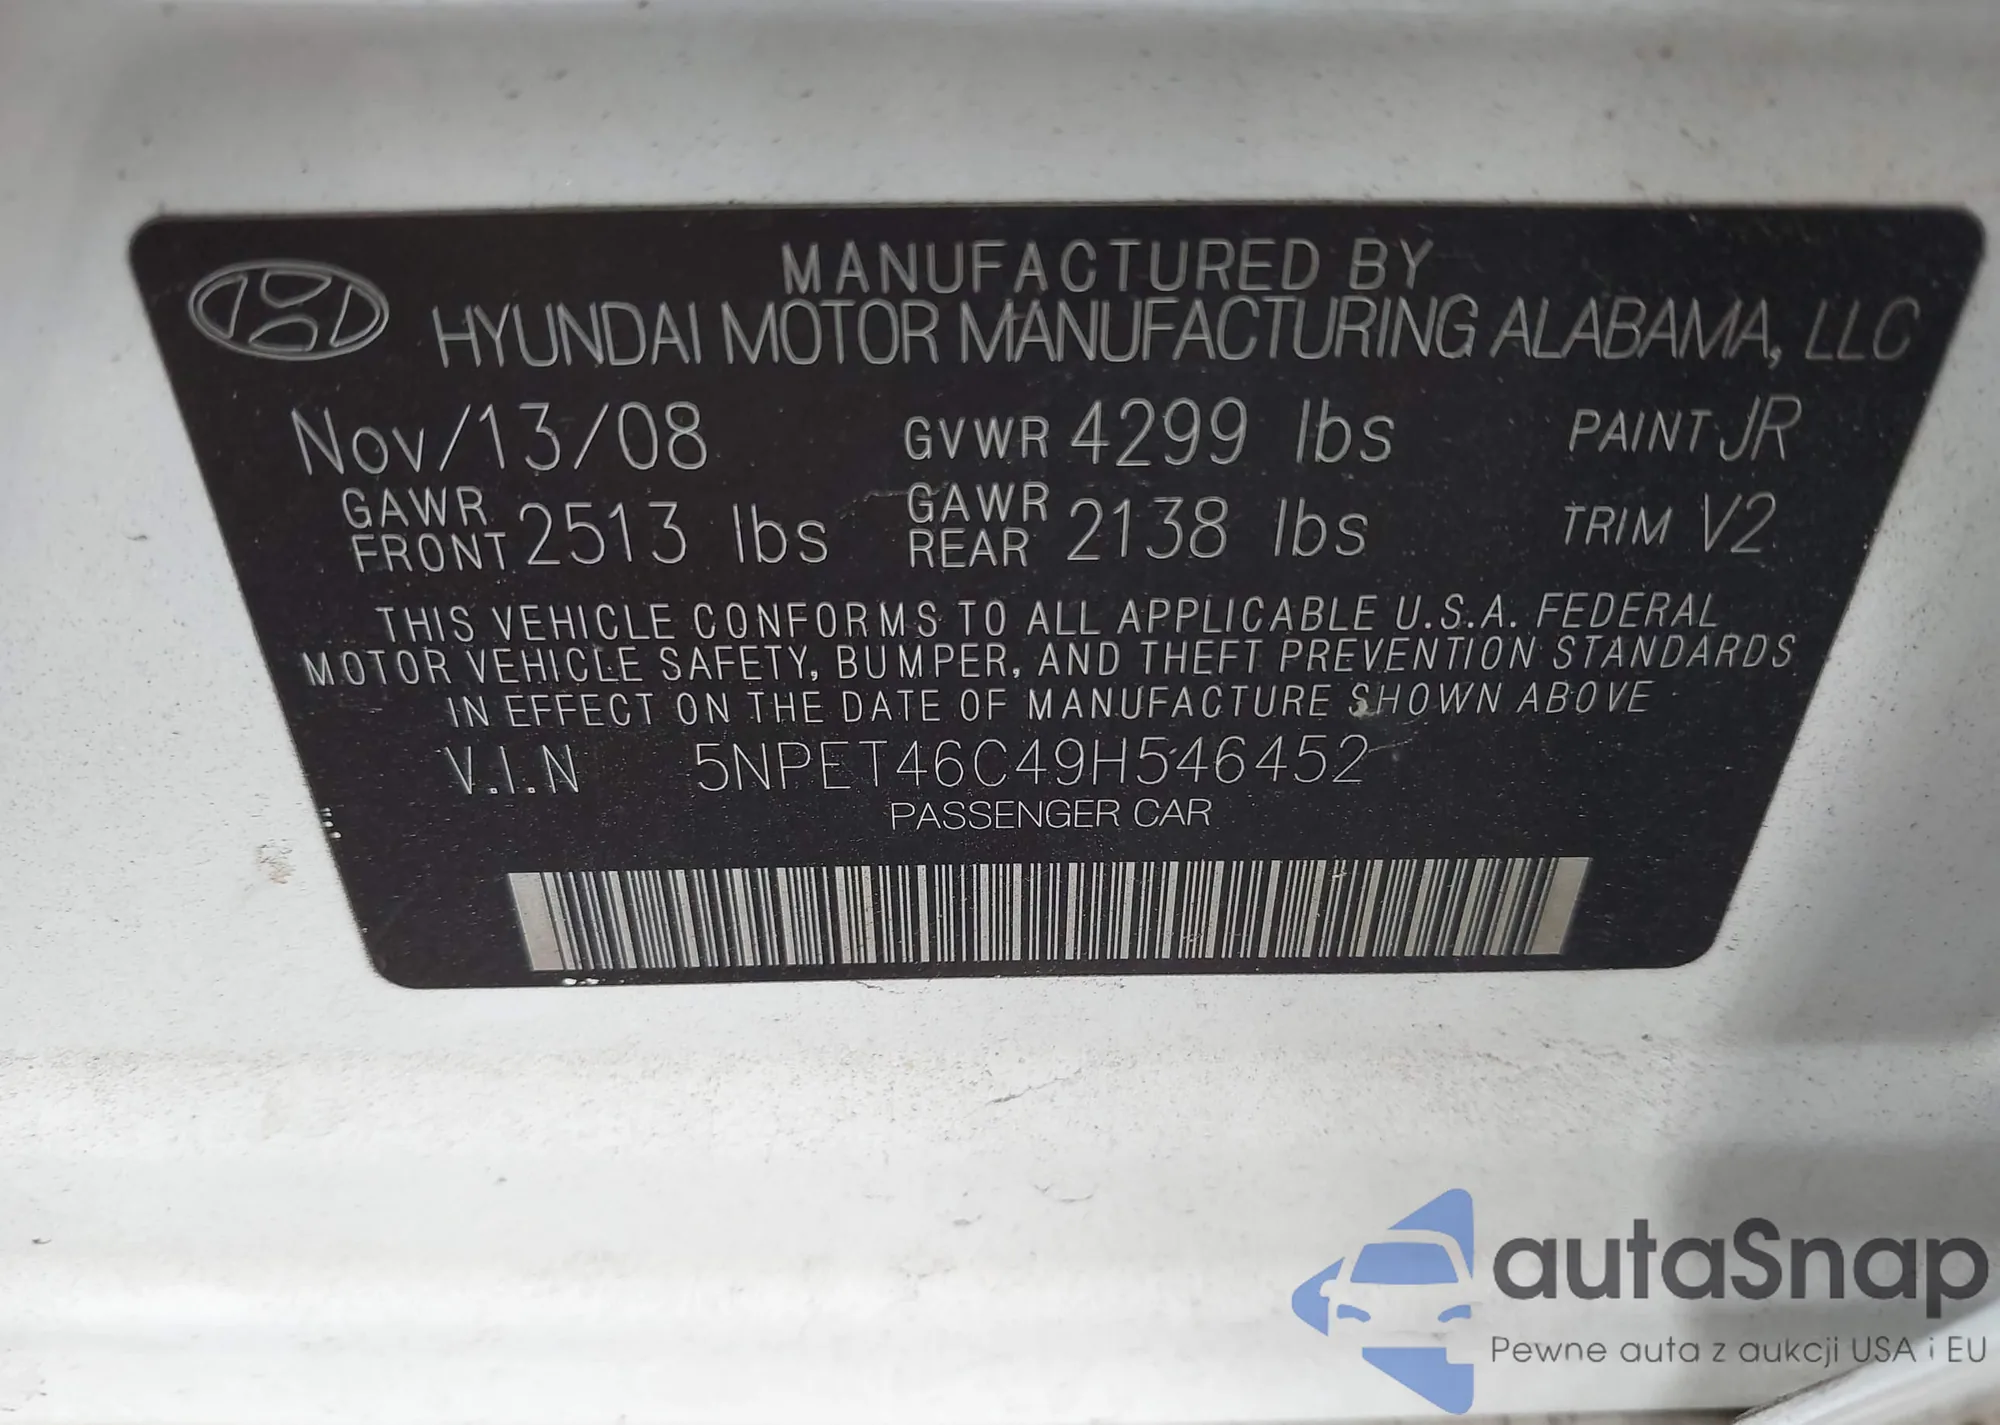 MANUFACTURED BY
HYUNDAI MOTOR MANUFACTURING ALABAMA, LLC
Nov/13/08 GVWR 4299 lbs PAINT JR
GAWR FRONT 2513 lbs GAWR REAR 2138 lbs TRIM V2
THIS VEHICLE CONFORMS TO ALL APPLICABLE U.S.A. FEDERAL
MOTOR VEHICLE SAFETY, BUMPER, AND THEFT PREVENTION STANDARDS
IN EFFECT ON THE DATE OF MANUFACTURE SHOWN ABOVE
V.I.N 5NPET46C49H546452
PASSENGER CAR
autaSnap
Pewne auta z aukcji USA i EU